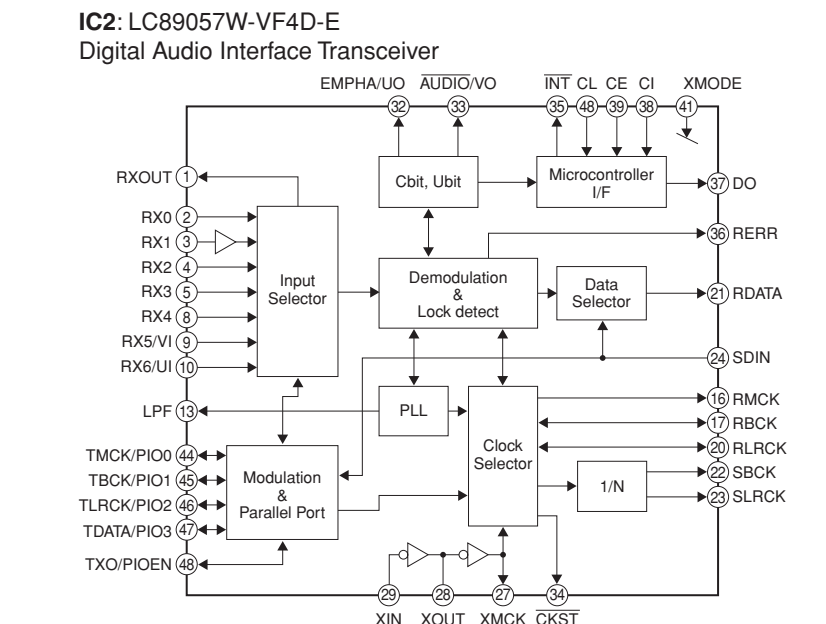 IC2: LC89057W-VF4D-E
Digital Audio Interface Transceiver
EMPHA/UO AUDIO/VO INT CL CE CI XMODE
32 33 35 48 39 38 41
RXOUT 1
Cbit, Ubit
Microcontroller
I/F
37 DO
RX0 2
RX1 3
RX2 4
RX3 5
RX4 8
RX5/VI 9
RX6/UI 10
Input
Selector
Demodulation
&
Lock detect
Data
Selector
36 RERR
21 RDATA
24 SDIN
LPF 13
PLL
Clock
Selector
16 RMCK
17 RBCK
20 RLRCK
22 SBCK
23 SLRCK
1/N
TMCK/PIO0 44
TBCK/PIO1 45
TLRCK/PIO2 46
TDATA/PIO3 47
TXO/PIOEN 48
Modulation
&
Parallel Port
29 28 27 34
XIN XOUT XMCK CKST